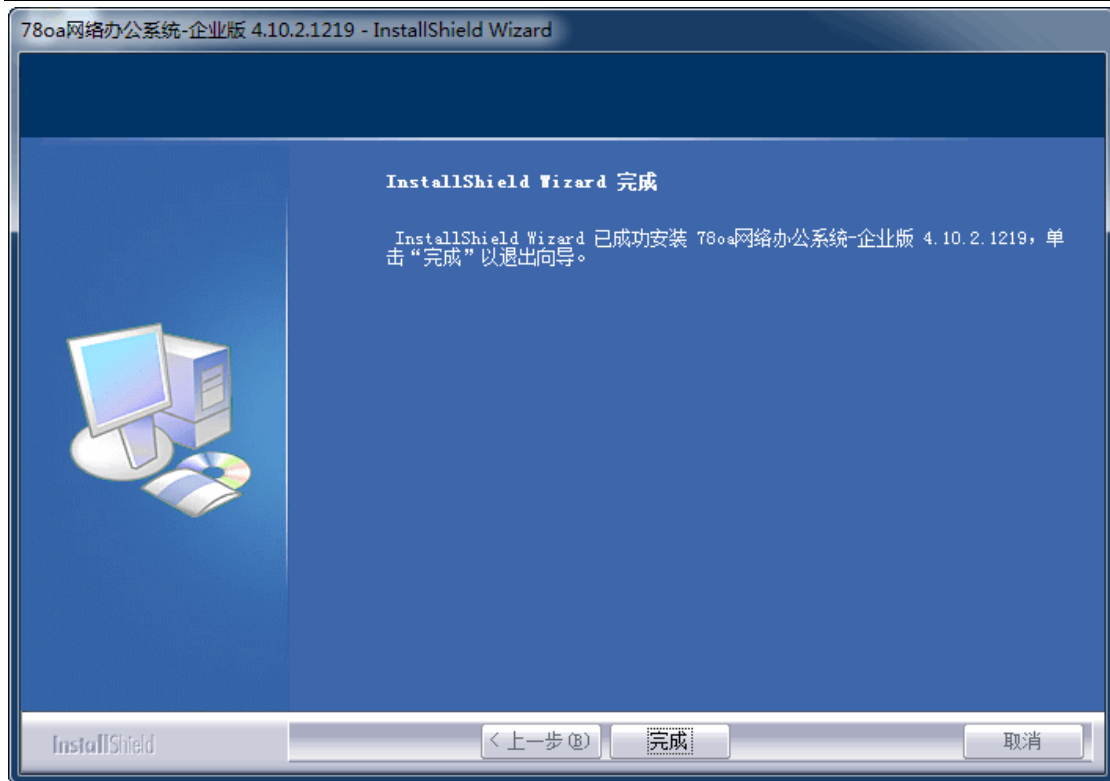 78oa网络办公系统-企业版 4.10.2.1219 - InstallShield Wizard
InstallShield Wizard 完成
InstallShield Wizard 已成功安装 78oa网络办公系统-企业版 4.10.2.1219，单
击“完成”以退出向导。
InstallShield
< 上一步(B)
完成
取消